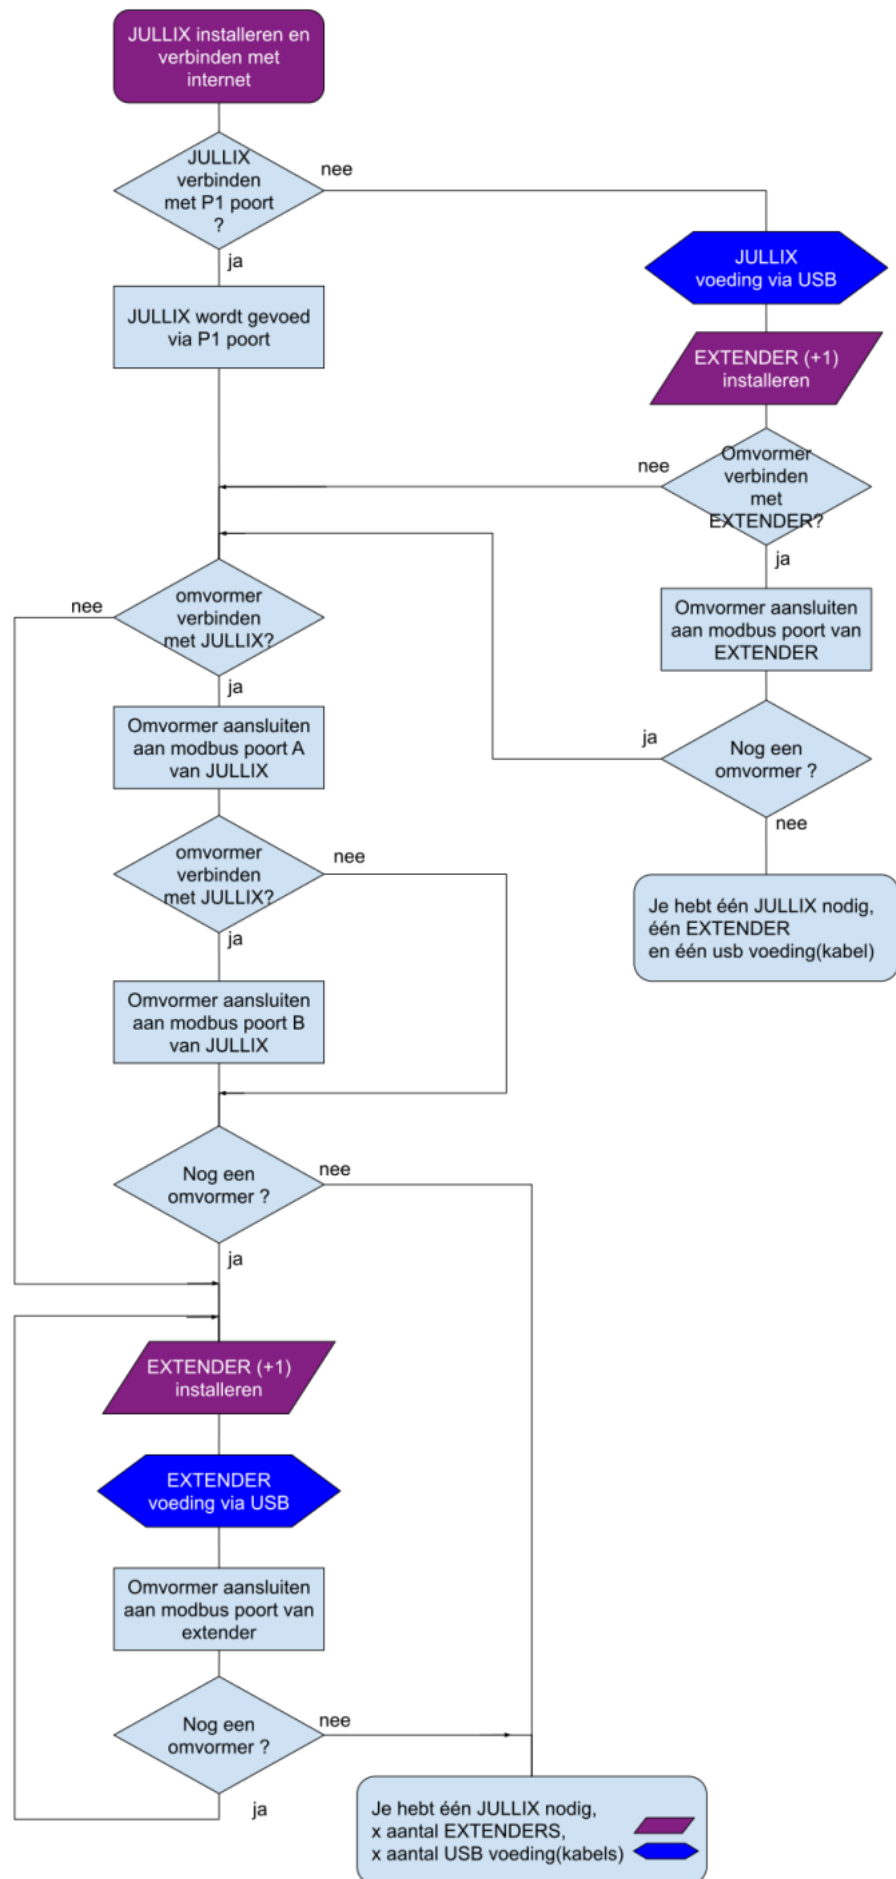 JULLIX installeren en
verbinden met
internet
JULLIX
verbinden
met P1 poort
?
nee
ja
JULLIX
voeding via USB
JULLIX wordt gevoed
via P1 poort
EXTENDER (+1)
installeren
Omvormer
verbinden
met
EXTENDER?
nee
ja
omvormer
verbinden
met JULLIX?
nee
ja
Omvormer aansluiten
aan modbus poort van
EXTENDER
Omvormer aansluiten
aan modbus poort A
van JULLIX
Nog een
omvormer ?
ja
nee
omvormer
verbinden
met JULLIX?
nee
ja
Je hebt één JULLIX nodig,
één EXTENDER
en één usb voeding(kabel)
Omvormer aansluiten
aan modbus poort B
van JULLIX
Nog een
omvormer ?
nee
ja
EXTENDER (+1)
installeren
EXTENDER
voeding via USB
Omvormer aansluiten
aan modbus poort van
extender
Nog een
omvormer ?
nee
ja
Je hebt één JULLIX nodig,
x aantal EXTENDERS,
x aantal USB voeding(kabels)